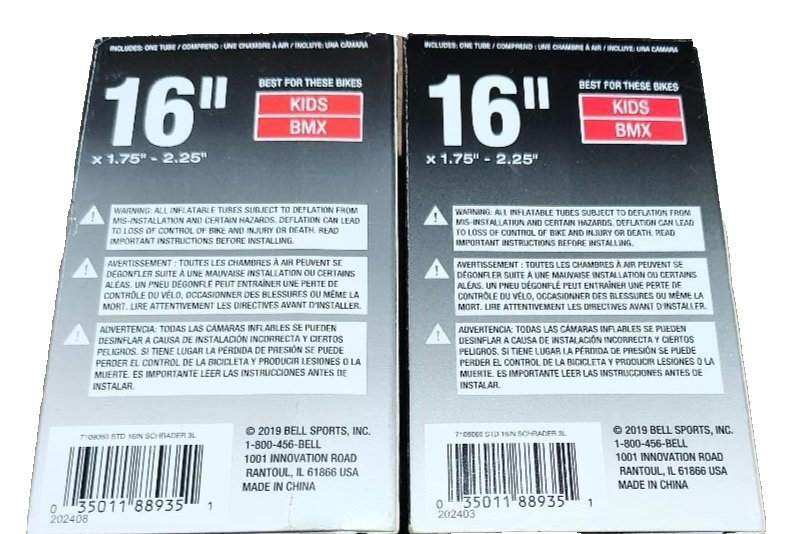 INCLUDES: ONE TUBE / COMPREND : UNE CHAMBRE À AIR / INCLUYE: UNA CÁMARA
16"
x 1.75" - 2.25"
BEST FOR THESE BIKES
KIDS
BMX
WARNING: ALL INFLATABLE TUBES SUBJECT TO DEFLATION FROM
MIS-INSTALLATION AND CERTAIN HAZARDS. DEFLATION CAN LEAD
TO LOSS OF CONTROL OF BIKE AND INJURY OR DEATH. READ
IMPORTANT INSTRUCTIONS BEFORE INSTALLING.
AVERTISSEMENT : TOUTES LES CHAMBRES À AIR PEUVENT SE
DÉGONFLER SUITE À UNE MAUVAISE INSTALLATION OU CERTAINS
ALÉAS. UN PNEU DÉGONFLÉ PEUT ENTRAÎNER UNE PERTE DE
CONTRÔLE DU VÉLO, OCCASIONNER DES BLESSURES OU MÊME LA
MORT. LIRE ATTENTIVEMENT LES DIRECTIVES AVANT D'INSTALLER.
ADVERTENCIA: TODAS LAS CÁMARAS INFLABLES SE PUEDEN
DESINFLAR A CAUSA DE INSTALACIÓN INCORRECTA Y CIERTOS
PELIGROS. SI TIENE LUGAR LA PÉRDIDA DE PRESIÓN SE PUEDE
PERDER EL CONTROL DE LA BICICLETA Y PRODUCIR LESIONES O LA
MUERTE. ES IMPORTANTE LEER LAS INSTRUCCIONES ANTES DE
INSTALAR.
7109060 STD 16IN SCHRADER 3L
0 35011 88935 1
202408
© 2019 BELL SPORTS, INC.
1-800-456-BELL
1001 INNOVATION ROAD
RANTOUL, IL 61866 USA
MADE IN CHINA
INCLUDES: ONE TUBE / COMPREND : UNE CHAMBRE À AIR / INCLUYE: UNA CÁMARA
16"
x 1.75" - 2.25"
BEST FOR THESE BIKES
KIDS
BMX
WARNING: ALL INFLATABLE TUBES SUBJECT TO DEFLATION FROM
MIS-INSTALLATION AND CERTAIN HAZARDS. DEFLATION CAN LEAD
TO LOSS OF CONTROL OF BIKE AND INJURY OR DEATH. READ
IMPORTANT INSTRUCTIONS BEFORE INSTALLING.
AVERTISSEMENT : TOUTES LES CHAMBRES À AIR PEUVENT SE
DÉGONFLER SUITE À UNE MAUVAISE INSTALLATION OU CERTAINS
ALÉAS. UN PNEU DÉGONFLÉ PEUT ENTRAÎNER UNE PERTE DE
CONTRÔLE DU VÉLO, OCCASIONNER DES BLESSURES OU MÊME LA
MORT. LIRE ATTENTIVEMENT LES DIRECTIVES AVANT D'INSTALLER.
ADVERTENCIA: TODAS LAS CÁMARAS INFLABLES SE PUEDEN
DESINFLAR A CAUSA DE INSTALACIÓN INCORRECTA Y CIERTOS
PELIGROS. SI TIENE LUGAR LA PÉRDIDA DE PRESIÓN SE PUEDE
PERDER EL CONTROL DE LA BICICLETA Y PRODUCIR LESIONES O LA
MUERTE. ES IMPORTANTE LEER LAS INSTRUCCIONES ANTES DE
INSTALAR.
7109060 STD 16IN SCHRADER 3L
0 35011 88935 1
202403
© 2019 BELL SPORTS, INC.
1-800-456-BELL
1001 INNOVATION ROAD
RANTOUL, IL 61866 USA
MADE IN CHINA